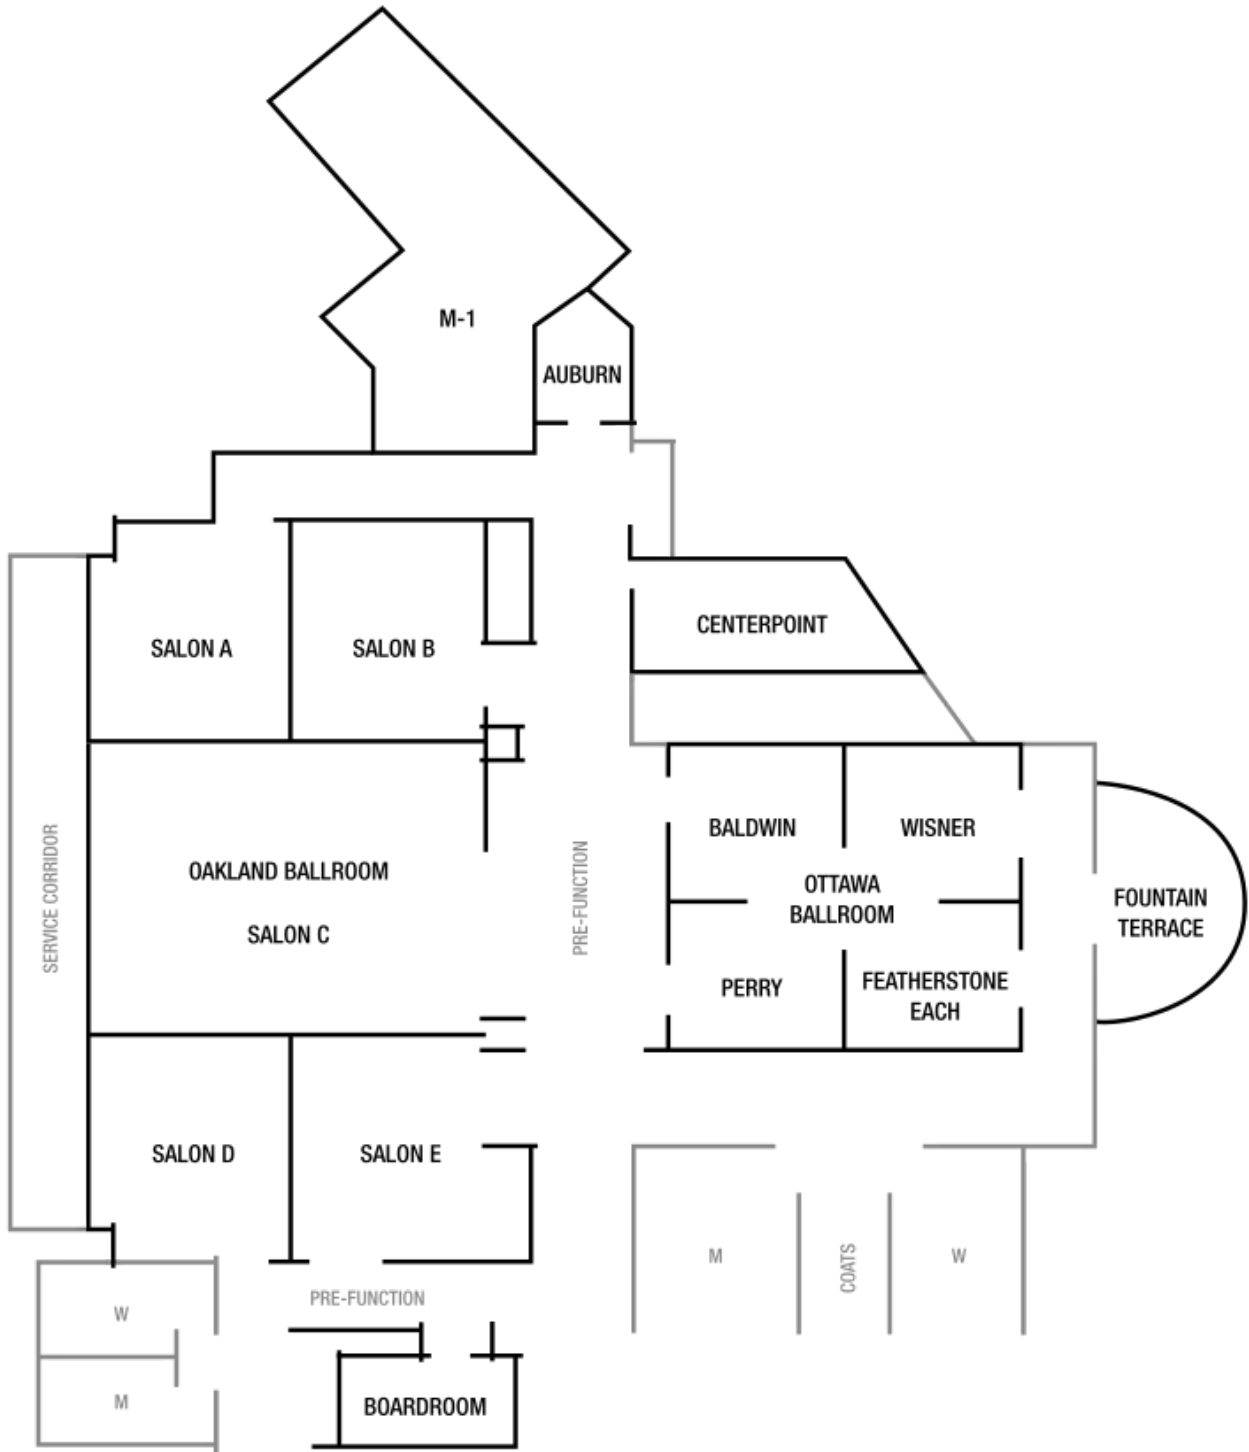 M-1
AUBURN
CENTERPOINT
SALON A
SALON B
BALDWIN
WISNER
SERVICE CORRIDOR
OAKLAND BALLROOM
SALON C
PRE-FUNCTION
OTTAWA
BALLROOM
FOUNTAIN
TERRACE
PERRY
FEATHERSTONE
EACH
SALON D
SALON E
M
COATS
W
PRE-FUNCTION
W
M
BOARDROOM